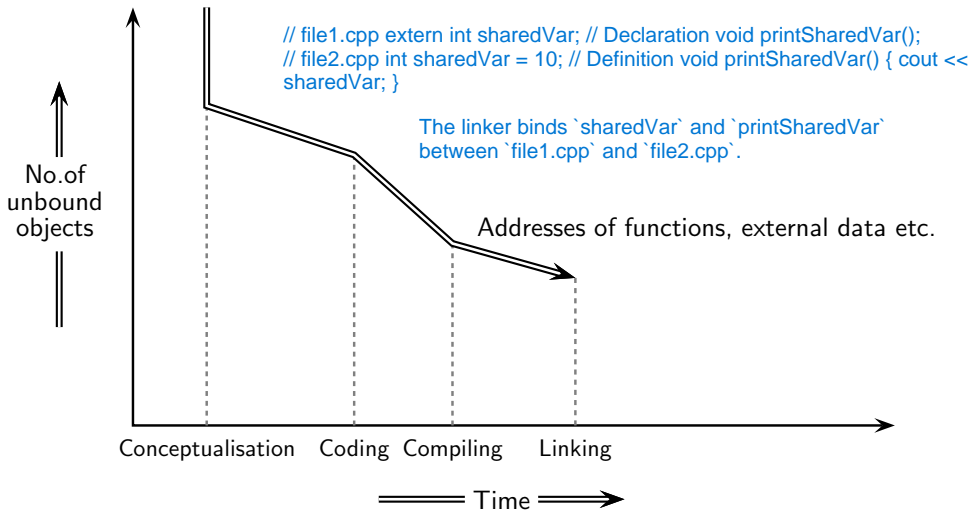 // file1.cpp extern int sharedVar; // Declaration void printSharedVar();
// file2.cpp int sharedVar = 10; // Definition void printSharedVar() { cout <<
sharedVar; }
The linker binds `sharedVar` and `printSharedVar`
between `file1.cpp` and `file2.cpp`.
No.of
unbound
objects
Addresses of functions, external data etc.
Conceptualisation Coding Compiling Linking
Time